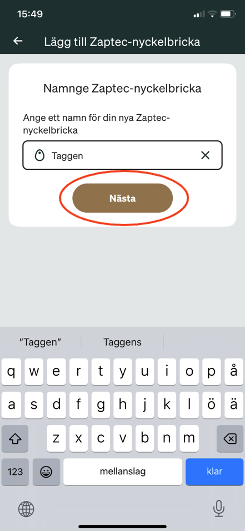 15:49
Lägg till Zaptec-nyckelbricka
Namnge Zaptec-nyckelbricka
Ange ett namn för din nya Zaptec-
nyckelbricka
Taggen
Nästa
"Taggen" Taggens
q w e r t y u i o p å
a s d f g h j k l ö ä
z x c v b n m
123 mellanslag klar